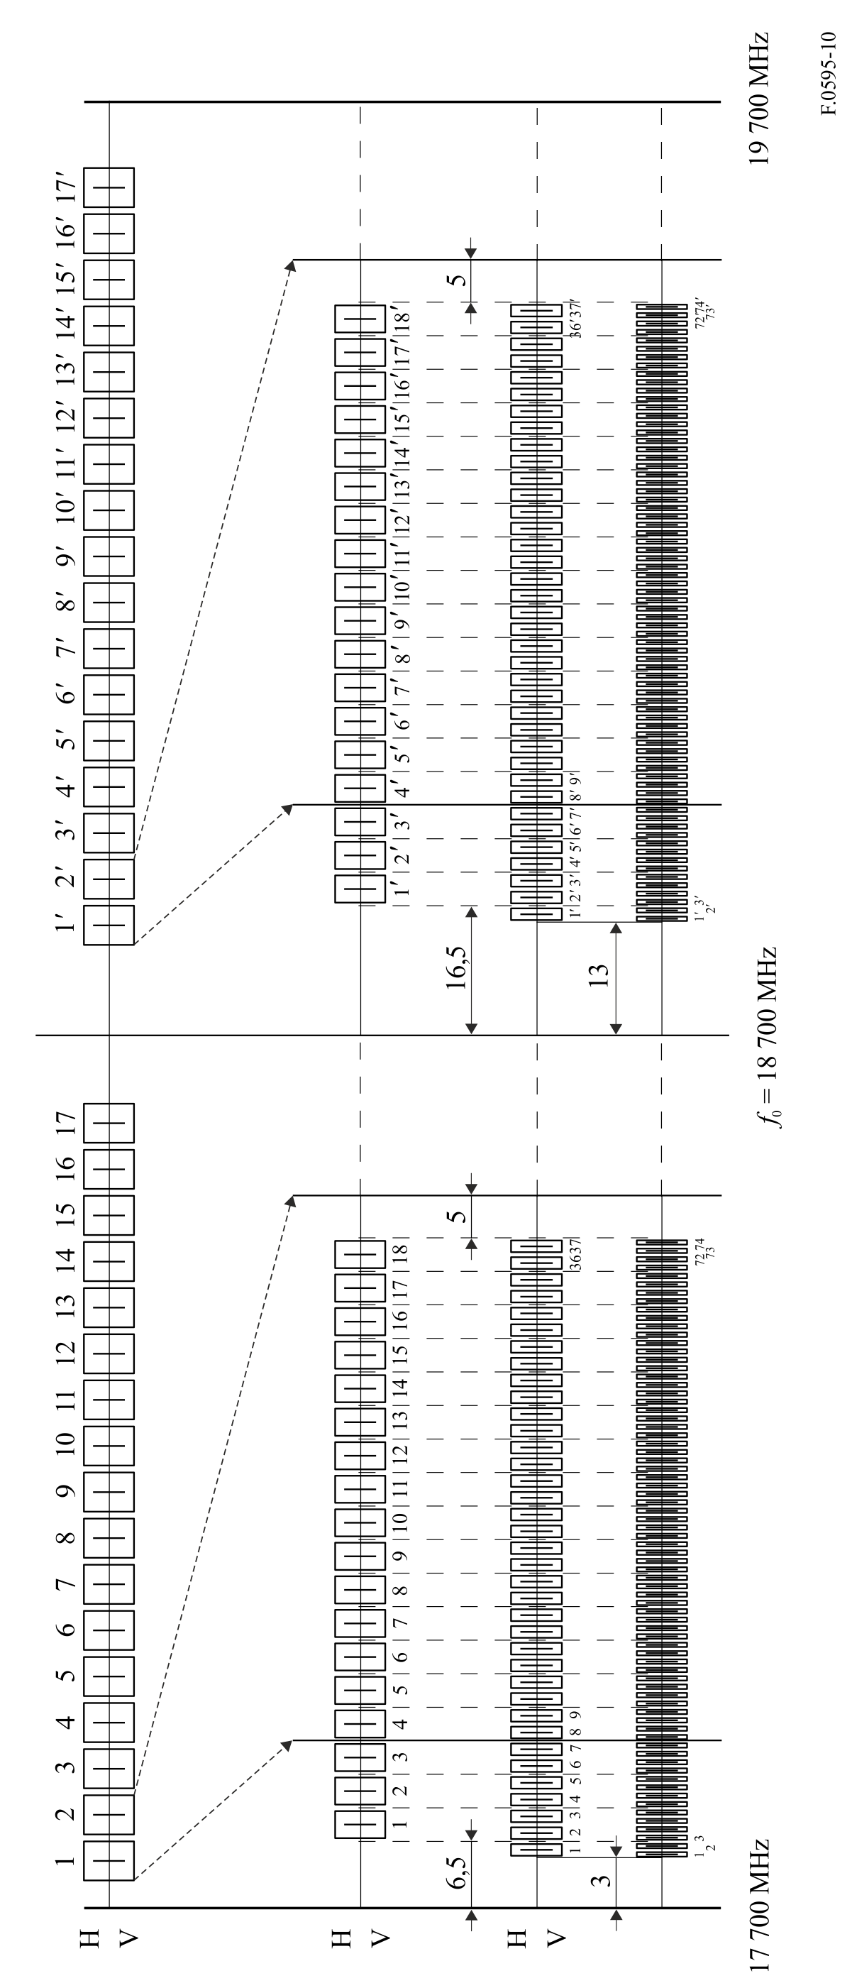 1 2 3 4 5 6 7 8 9 10 11 12 13 14 15 16 17 1′ 2′ 3′ 4′ 5′ 6′ 7′ 8′ 9′ 10′ 11′ 12′ 13′ 14′ 15′ 16′ 17′
H
V
H
V
1 2 3 4 5 6 7 8 9 10 11 12 13 14 15 16 17 18 1′ 2′ 3′ 4′ 5′ 6′ 7′ 8′ 9′ 10′ 11′ 12′ 13′ 14′ 15′ 16′ 17′ 18′
6,5 5 16,5 5
H
V
1 2 3 4 5 6 7 8 9 36 37 1′ 2′ 3′ 4′ 5′ 6′ 7′ 8′ 9′ 36′ 37′
3 13
1 2 3 72 73 74 1′ 2′ 3′ 72′ 73′ 74′
17 700 MHz f0 = 18 700 MHz 19 700 MHz
F.0595-10